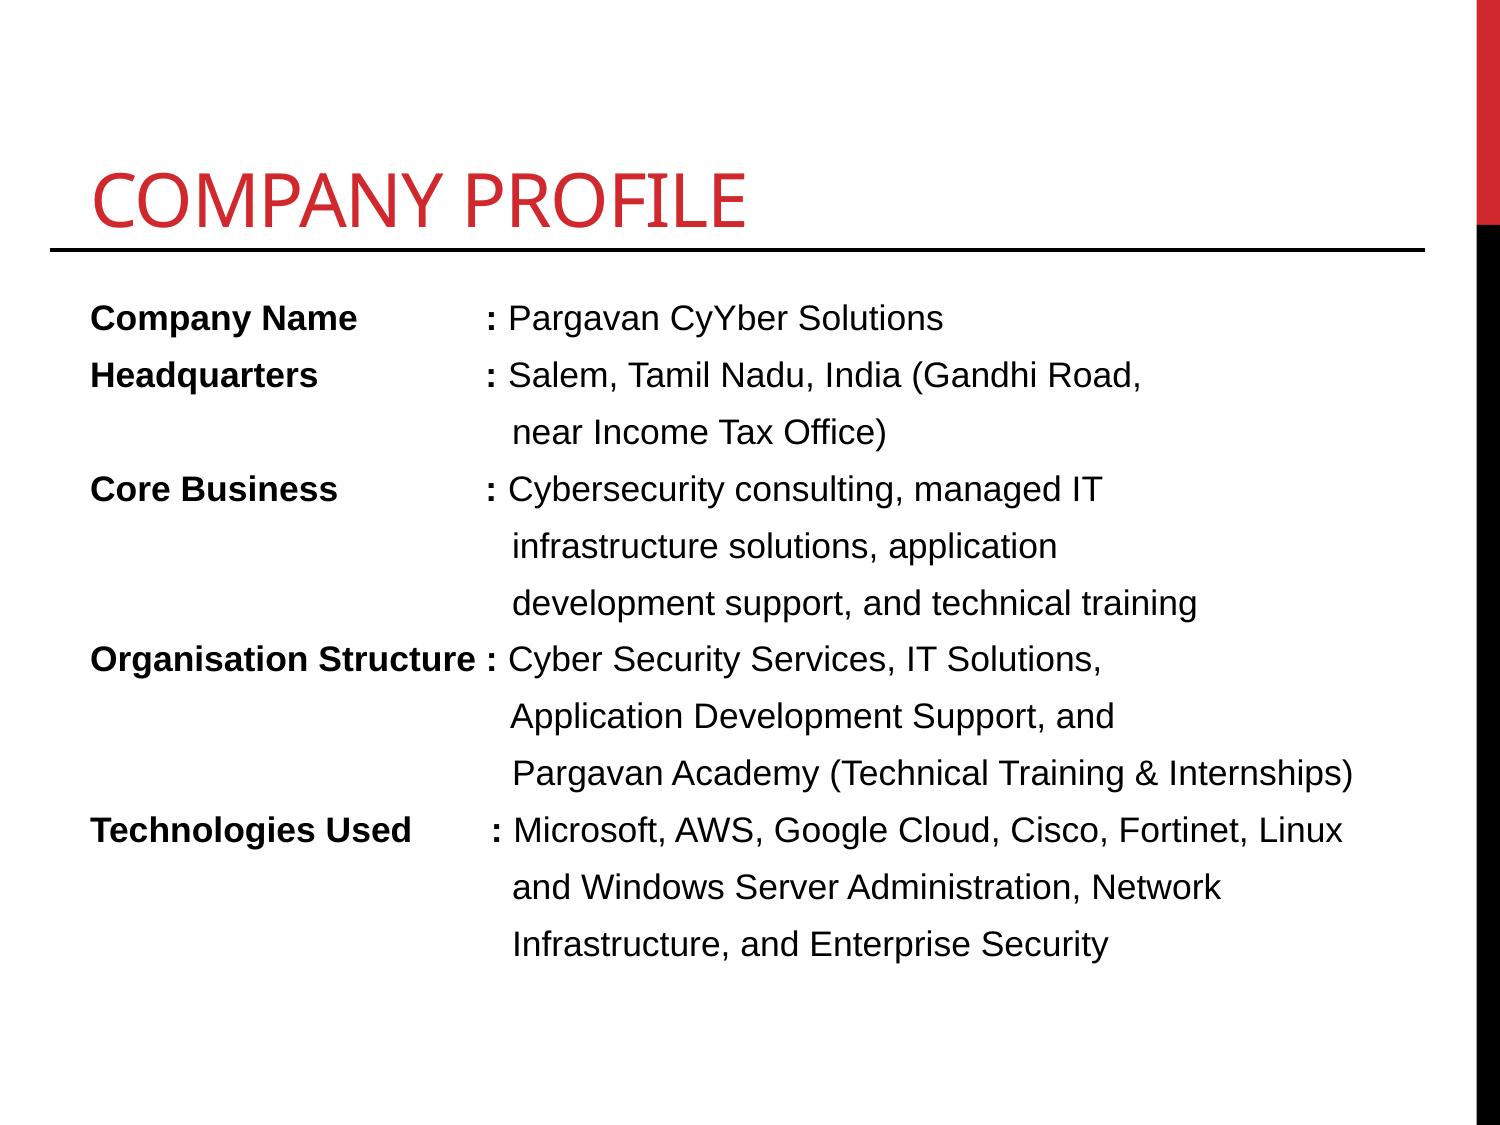 COMPANY PROFILE
Company Name : Pargavan CyYber Solutions
Headquarters : Salem, Tamil Nadu, India (Gandhi Road,
near Income Tax Office)
Core Business : Cybersecurity consulting, managed IT
infrastructure solutions, application
development support, and technical training
Organisation Structure : Cyber Security Services, IT Solutions,
Application Development Support, and
Pargavan Academy (Technical Training & Internships)
Technologies Used : Microsoft, AWS, Google Cloud, Cisco, Fortinet, Linux
and Windows Server Administration, Network
Infrastructure, and Enterprise Security